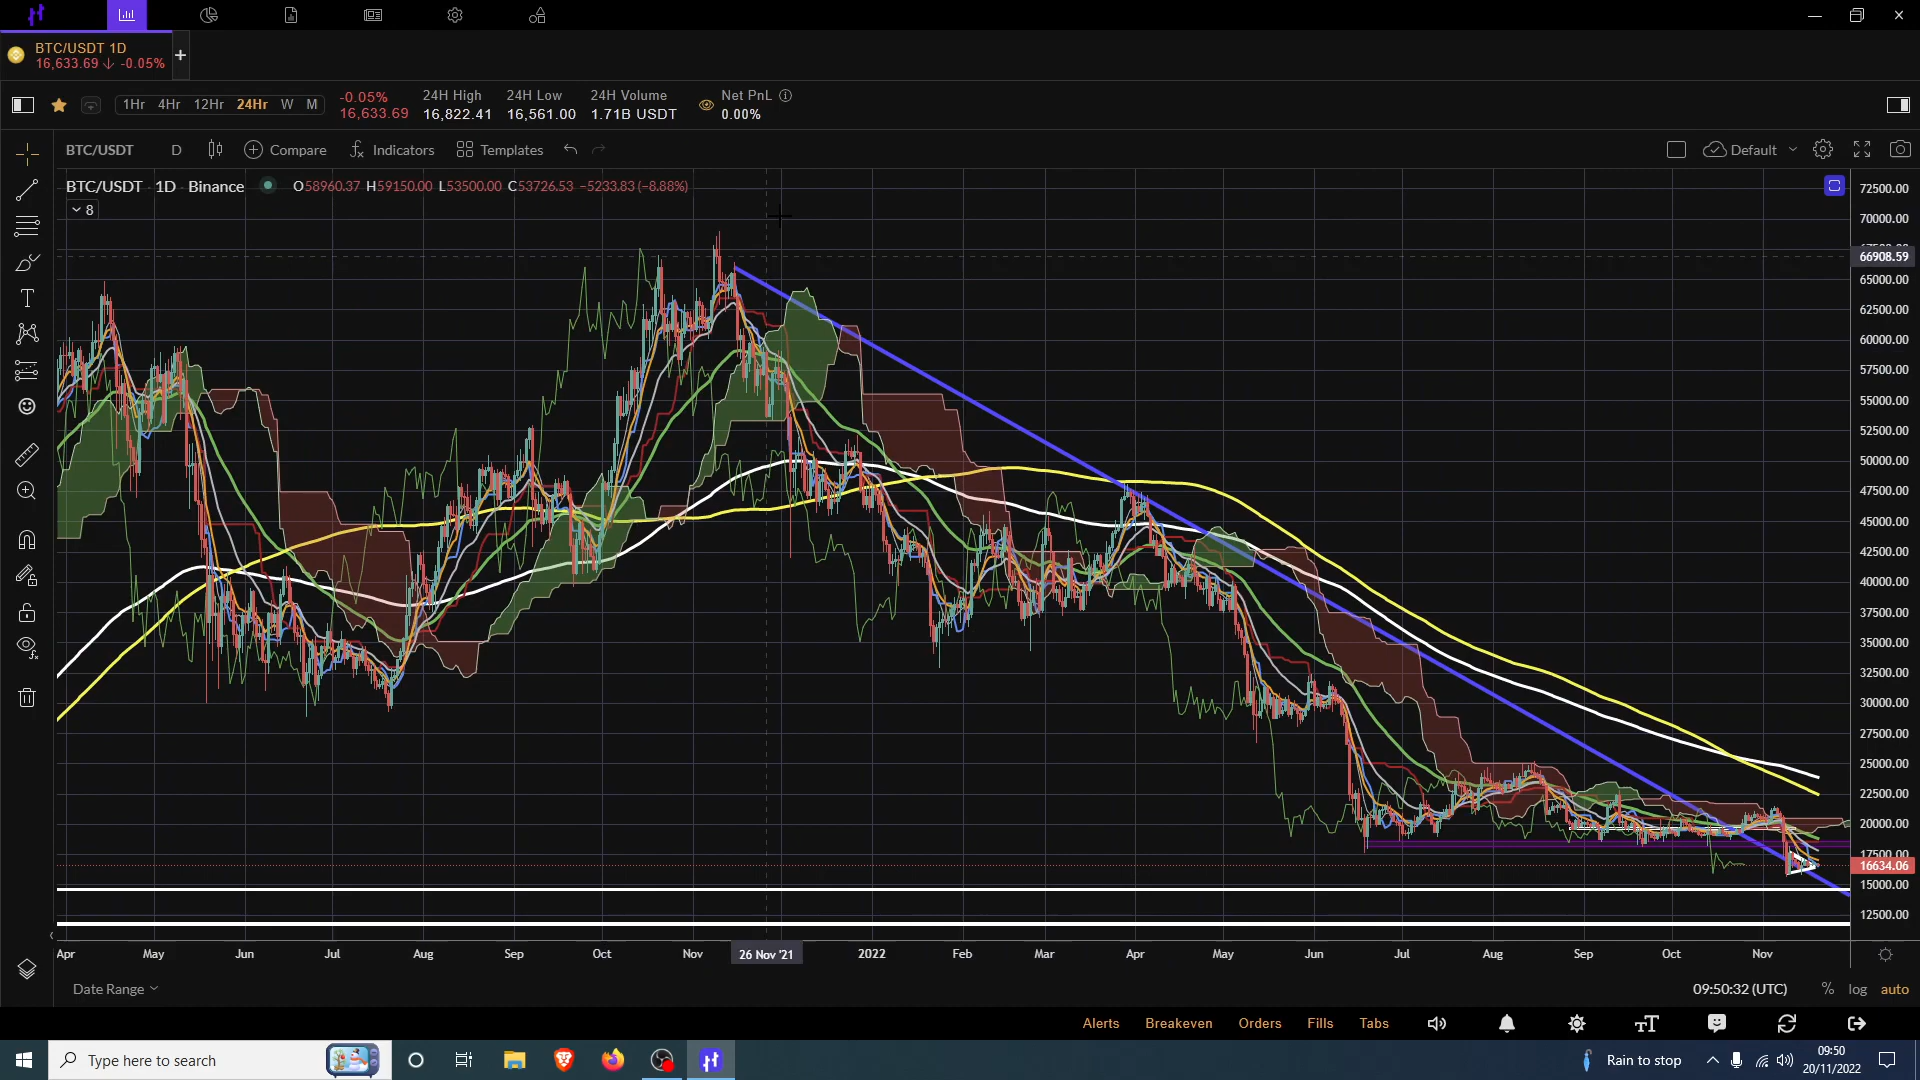 BTC/USDT 1D
16,633.69 ↓ -0.05%
+
1Hr 4Hr 12Hr 24Hr W M
-0.05%
16,633.69
24H High
16,822.41
24H Low
16,561.00
24H Volume
1.71B USDT
Net PnL
0.00%
BTC/USDT D Compare Indicators Templates Default
BTC/USDT 1D Binance O58960.37 H59150.00 L53500.00 C53726.53 −5233.83 (−8.88%)
8
72500.00
70000.00
66908.59
65000.00
62500.00
60000.00
57500.00
55000.00
52500.00
50000.00
47500.00
45000.00
42500.00
40000.00
37500.00
35000.00
32500.00
30000.00
27500.00
25000.00
22500.00
20000.00
17500.00
16634.06
15000.00
12500.00
Apr May Jun Jul Aug Sep Oct Nov 26 Nov '21 2022 Feb Mar Apr May Jun Jul Aug Sep Oct Nov
Date Range 09:50:32 (UTC) % log auto
Alerts Breakeven Orders Fills Tabs
Type here to search
Rain to stop
09:50
20/11/2022